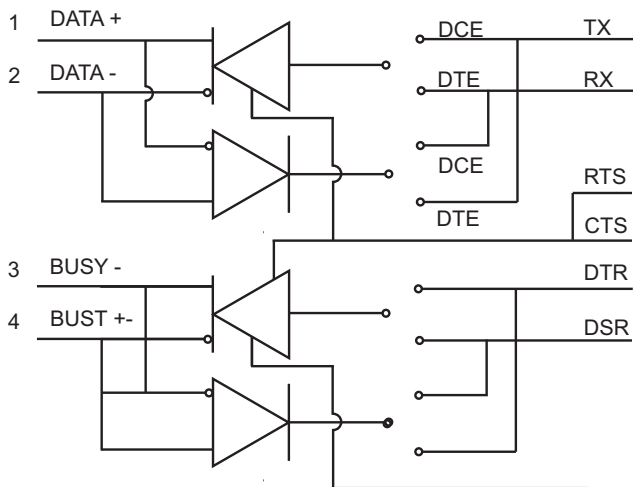 1 DATA + DCE TX
2 DATA - DTE RX
DCE
RTS
DTE
CTS
3 BUSY - DTR
4 BUST +- DSR